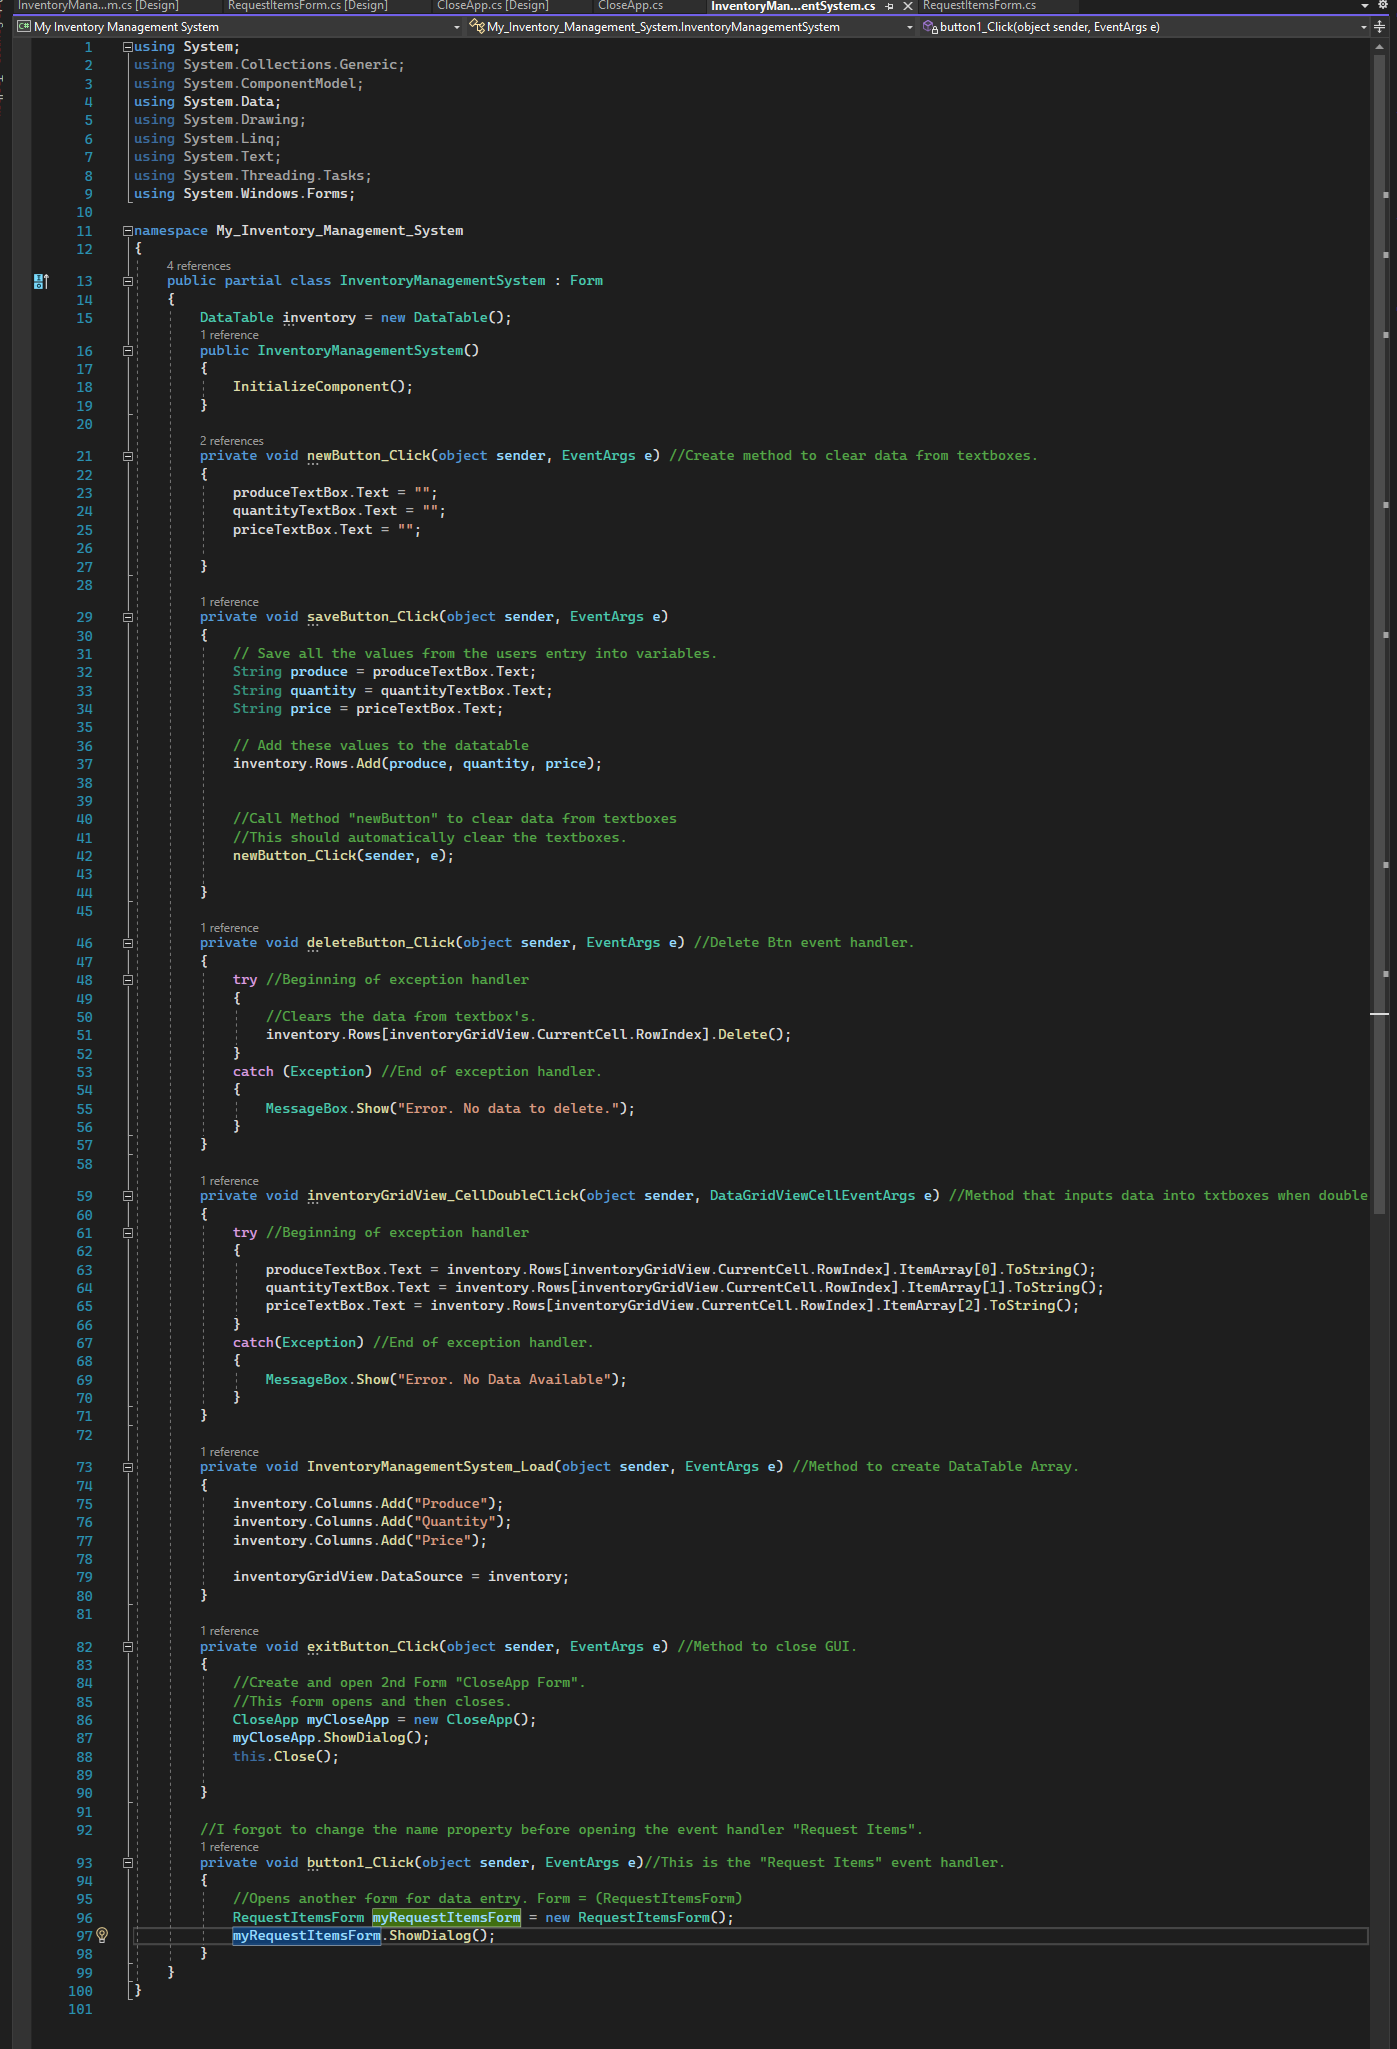 InventoryMana...m.cs [Design] RequestItemsForm.cs [Design] CloseApp.cs [Design] CloseApp.cs InventoryMan...entSystem.cs RequestItemsForm.cs
My Inventory Management System My_Inventory_Management_System.InventoryManagementSystem button1_Click(object sender, EventArgs e)
1 using System;
2 using System.Collections.Generic;
3 using System.ComponentModel;
4 using System.Data;
5 using System.Drawing;
6 using System.Linq;
7 using System.Text;
8 using System.Threading.Tasks;
9 using System.Windows.Forms;
10
11 namespace My_Inventory_Management_System
12 {
4 references
13 public partial class InventoryManagementSystem : Form
14 {
15 DataTable inventory = new DataTable();
1 reference
16 public InventoryManagementSystem()
17 {
18 InitializeComponent();
19 }
20
2 references
21 private void newButton_Click(object sender, EventArgs e) //Create method to clear data from textboxes.
22 {
23 produceTextBox.Text = "";
24 quantityTextBox.Text = "";
25 priceTextBox.Text = "";
26
27 }
28
1 reference
29 private void saveButton_Click(object sender, EventArgs e)
30 {
31 // Save all the values from the users entry into variables.
32 String produce = produceTextBox.Text;
33 String quantity = quantityTextBox.Text;
34 String price = priceTextBox.Text;
35
36 // Add these values to the datatable
37 inventory.Rows.Add(produce, quantity, price);
38
39
40 //Call Method "newButton" to clear data from textboxes
41 //This should automatically clear the textboxes.
42 newButton_Click(sender, e);
43
44 }
45
1 reference
46 private void deleteButton_Click(object sender, EventArgs e) //Delete Btn event handler.
47 {
48 try //Beginning of exception handler
49 {
50 //Clears the data from textbox's.
51 inventory.Rows[inventoryGridView.CurrentCell.RowIndex].Delete();
52 }
53 catch (Exception) //End of exception handler.
54 {
55 MessageBox.Show("Error. No data to delete.");
56 }
57 }
58
1 reference
59 private void inventoryGridView_CellDoubleClick(object sender, DataGridViewCellEventArgs e) //Method that inputs data into txtboxes when double
60 {
61 try //Beginning of exception handler
62 {
63 produceTextBox.Text = inventory.Rows[inventoryGridView.CurrentCell.RowIndex].ItemArray[0].ToString();
64 quantityTextBox.Text = inventory.Rows[inventoryGridView.CurrentCell.RowIndex].ItemArray[1].ToString();
65 priceTextBox.Text = inventory.Rows[inventoryGridView.CurrentCell.RowIndex].ItemArray[2].ToString();
66 }
67 catch(Exception) //End of exception handler.
68 {
69 MessageBox.Show("Error. No Data Available");
70 }
71 }
72
1 reference
73 private void InventoryManagementSystem_Load(object sender, EventArgs e) //Method to create DataTable Array.
74 {
75 inventory.Columns.Add("Produce");
76 inventory.Columns.Add("Quantity");
77 inventory.Columns.Add("Price");
78
79 inventoryGridView.DataSource = inventory;
80 }
81
1 reference
82 private void exitButton_Click(object sender, EventArgs e) //Method to close GUI.
83 {
84 //Create and open 2nd Form "CloseApp Form".
85 //This form opens and then closes.
86 CloseApp myCloseApp = new CloseApp();
87 myCloseApp.ShowDialog();
88 this.Close();
89
90 }
91
92 //I forgot to change the name property before opening the event handler "Request Items".
1 reference
93 private void button1_Click(object sender, EventArgs e)//This is the "Request Items" event handler.
94 {
95 //Opens another form for data entry. Form = (RequestItemsForm)
96 RequestItemsForm myRequestItemsForm = new RequestItemsForm();
97 myRequestItemsForm.ShowDialog();
98 }
99 }
100 }
101